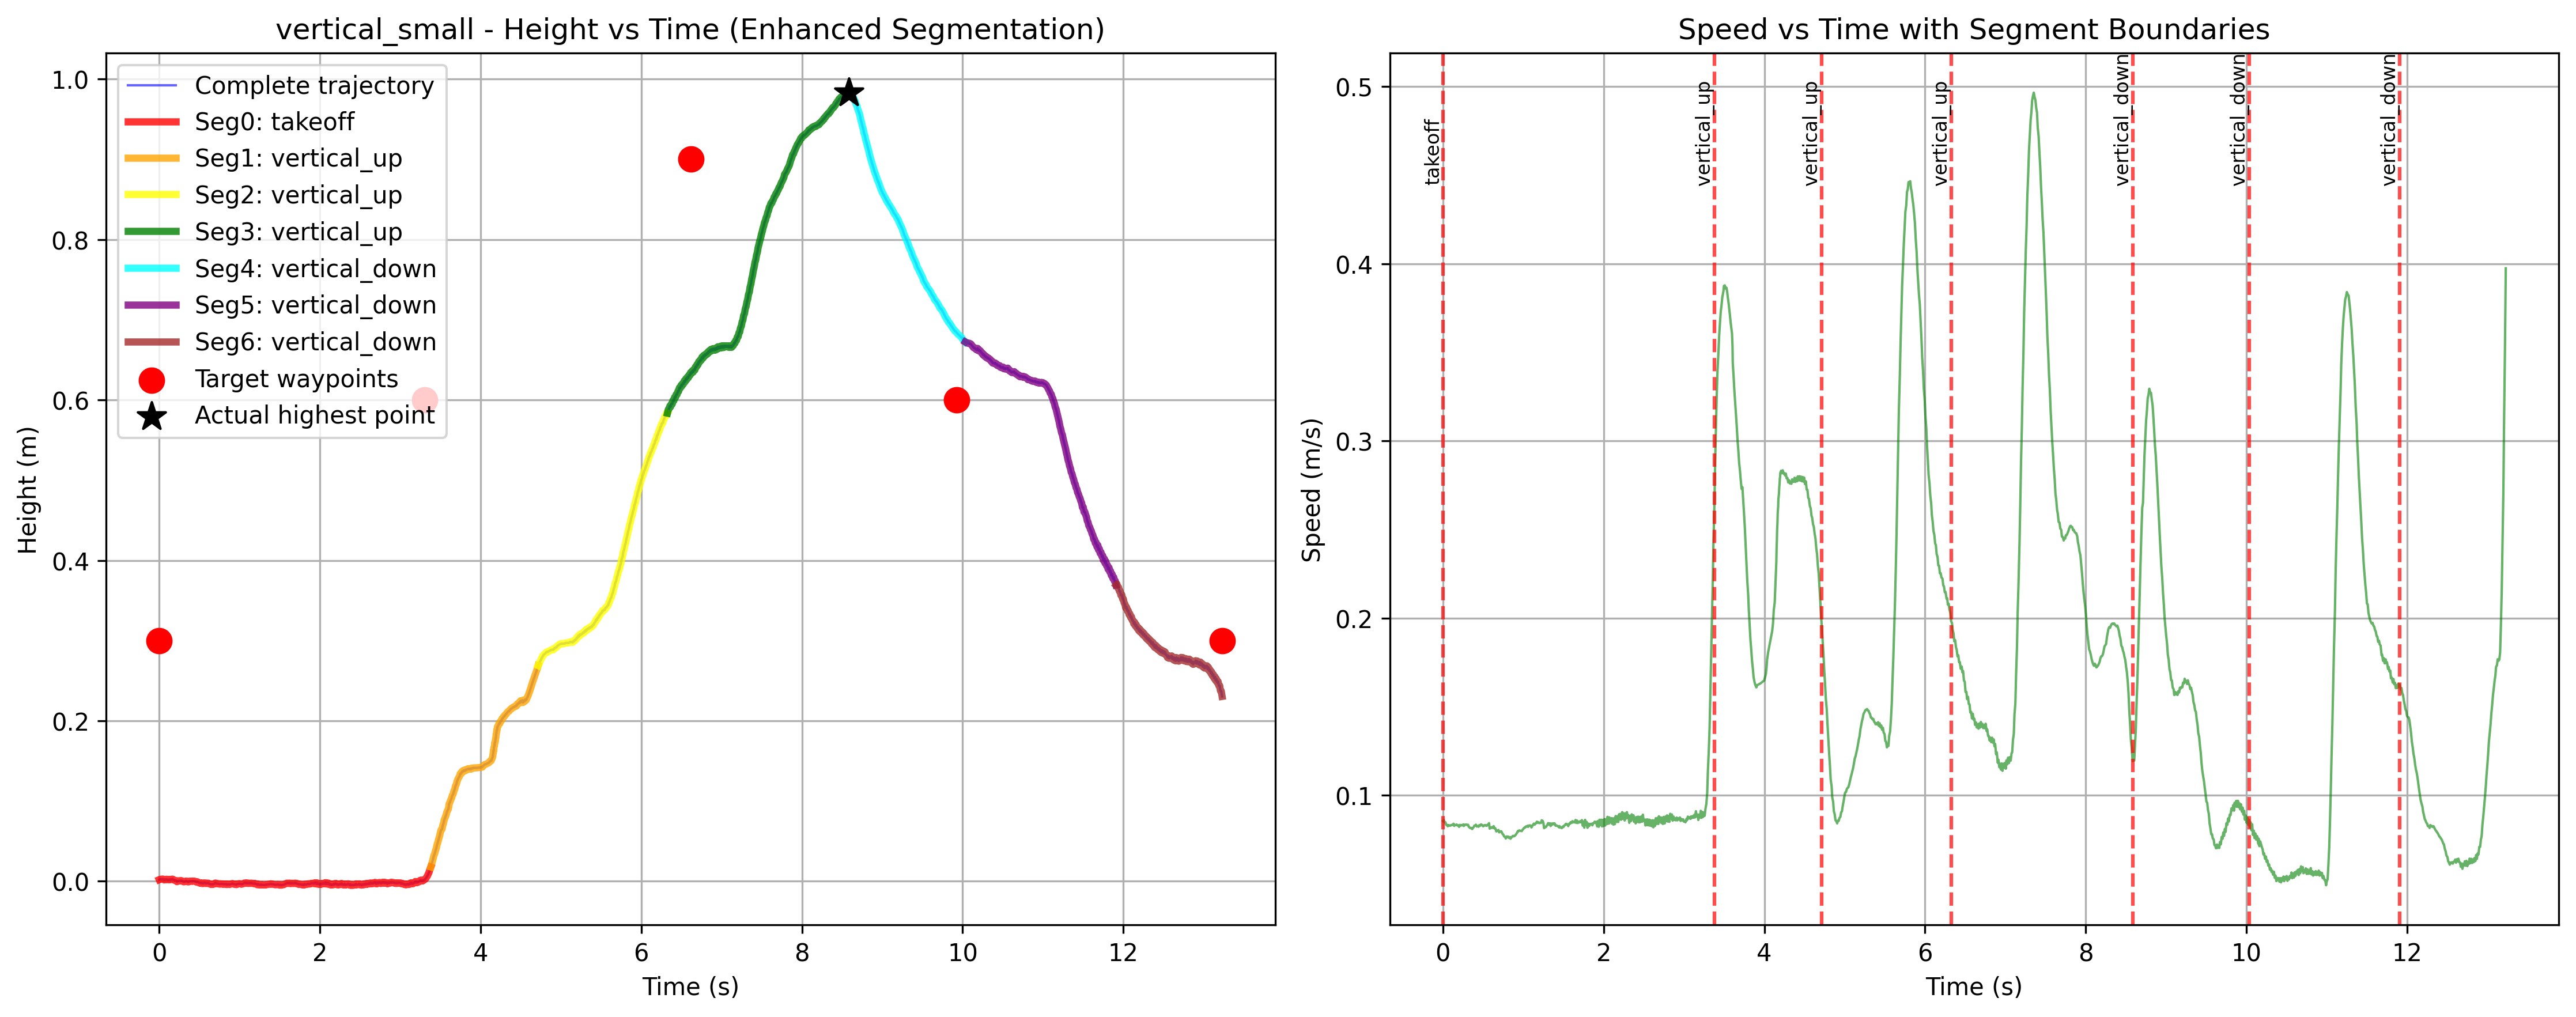 vertical_small - Height vs Time (Enhanced Segmentation)
Complete trajectory
Seg0: takeoff
Seg1: vertical_up
Seg2: vertical_up
Seg3: vertical_up
Seg4: vertical_down
Seg5: vertical_down
Seg6: vertical_down
Target waypoints
Actual highest point
1.0
0.8
0.6
0.4
0.2
0.0
Height (m)
0 2 4 6 8 10 12
Time (s)
Speed vs Time with Segment Boundaries
takeoff
vertical_up
vertical_up
vertical_up
vertical_down
vertical_down
vertical_down
0.5
0.4
0.3
0.2
0.1
Speed (m/s)
0 2 4 6 8 10 12
Time (s)